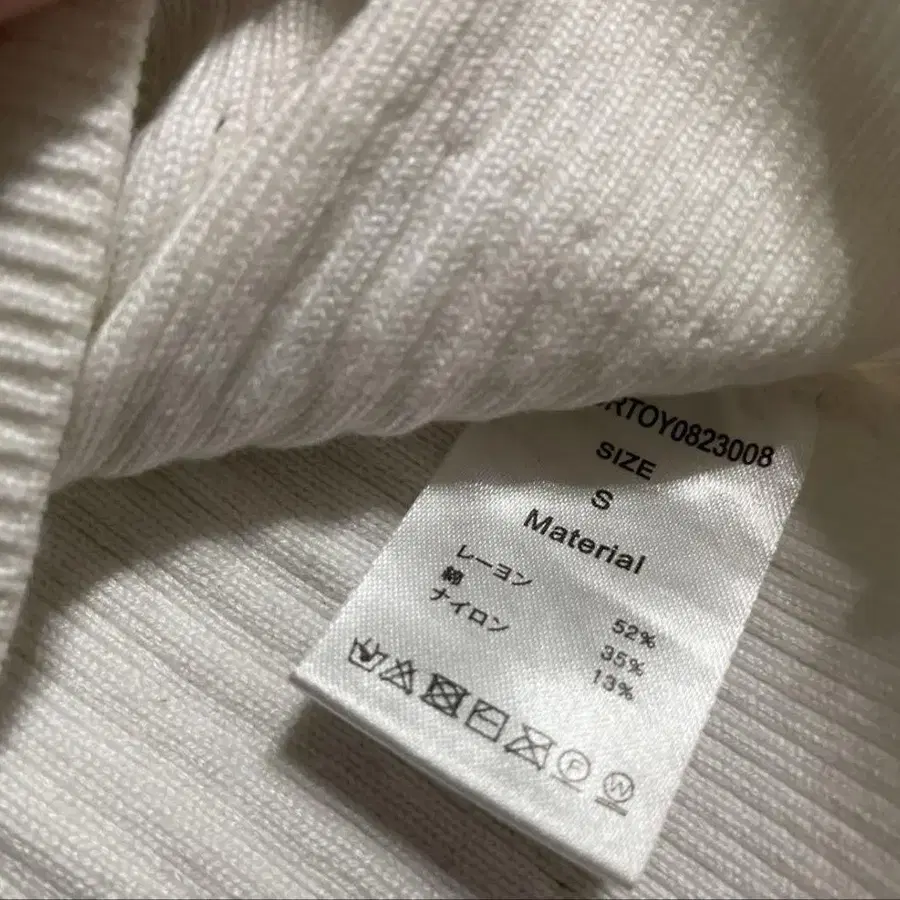 RTOY0823008
SIZE
S
Material
レーヨン 52%
綿 35%
ナイロン 13%
F W